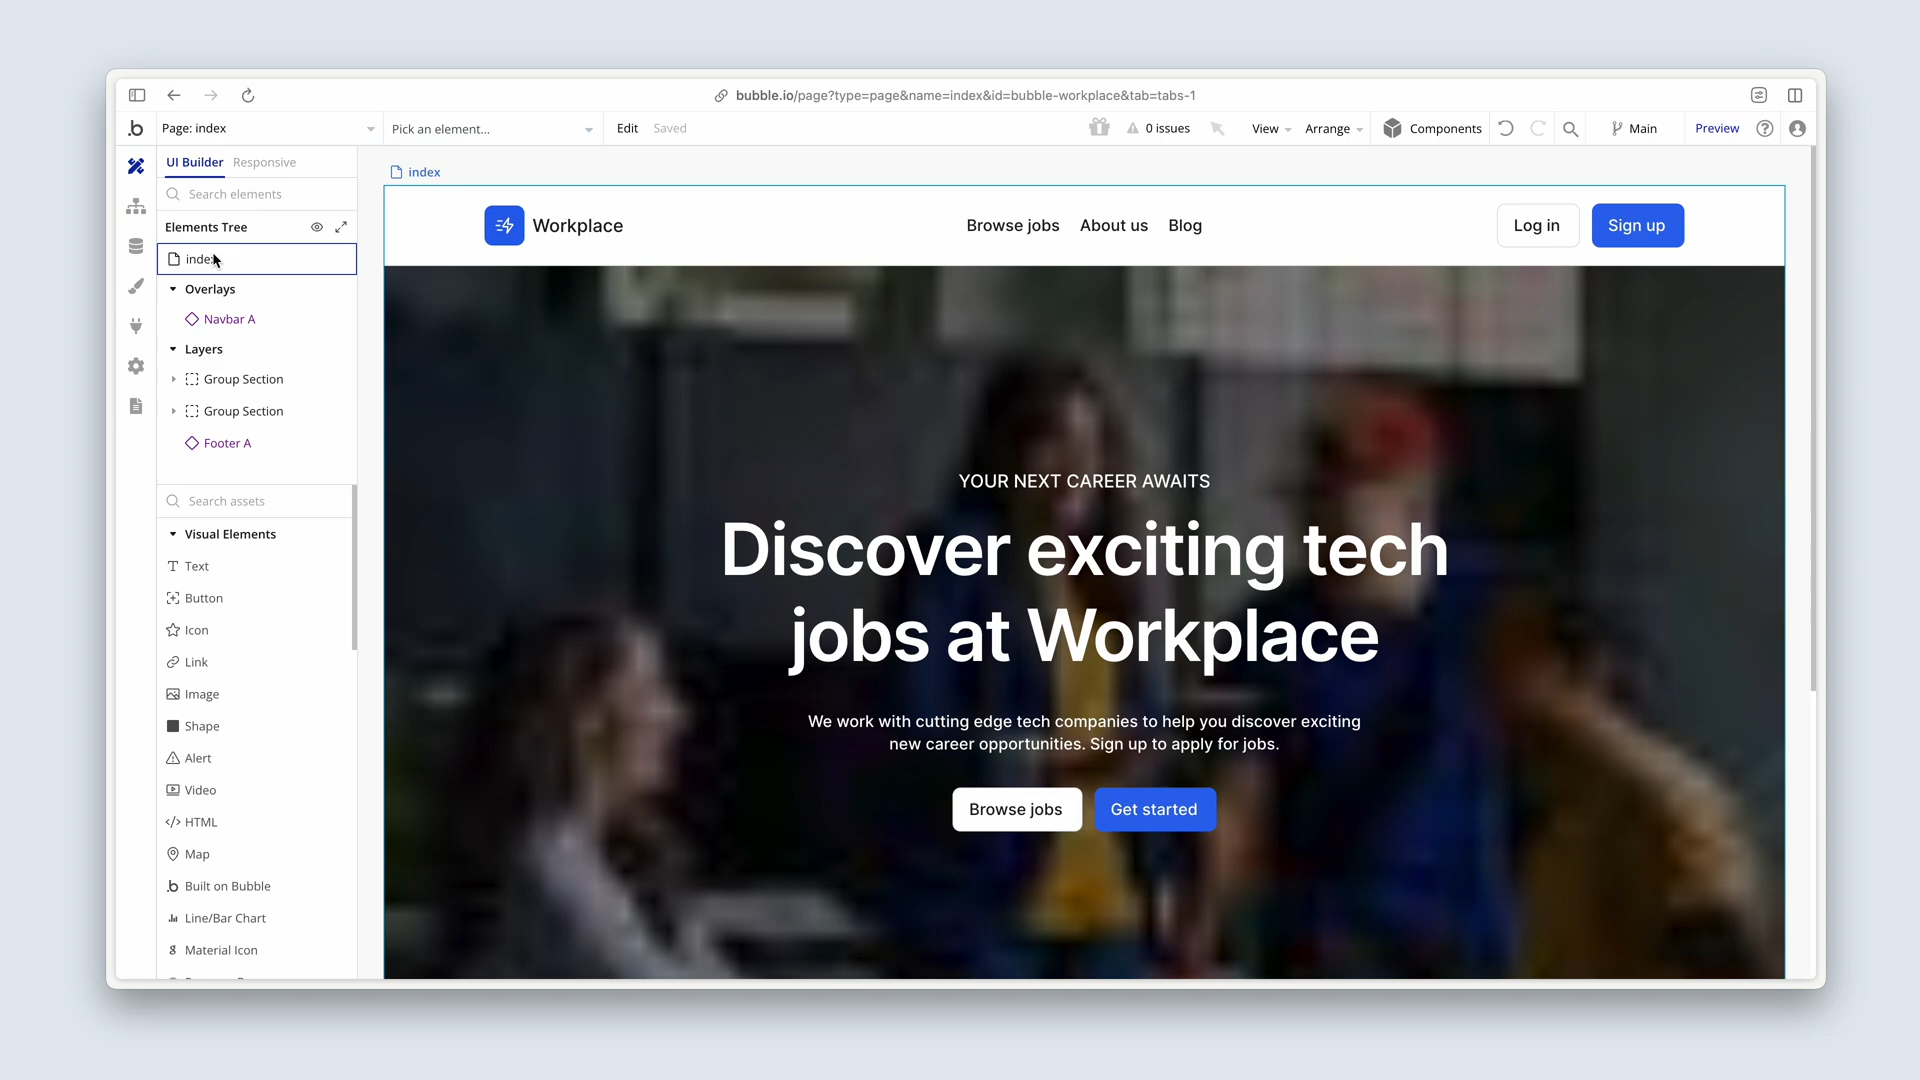 bubble.io/page?type=page&name=index&id=bubble-workplace&tab=tabs-1
Page: index
Pick an element...
Edit
Saved
0 issues
View
Arrange
Components
Main
Preview
UI Builder
Responsive
Search elements
Elements Tree
index
Overlays
Navbar A
Layers
Group Section
Group Section
Footer A
Search assets
Visual Elements
Text
Button
Icon
Link
Image
Shape
Alert
Video
HTML
Map
Built on Bubble
Line/Bar Chart
Material Icon
index
Workplace
Browse jobs
About us
Blog
Log in
Sign up
YOUR NEXT CAREER AWAITS
Discover exciting tech
jobs at Workplace
We work with cutting edge tech companies to help you discover exciting
new career opportunities. Sign up to apply for jobs.
Browse jobs
Get started